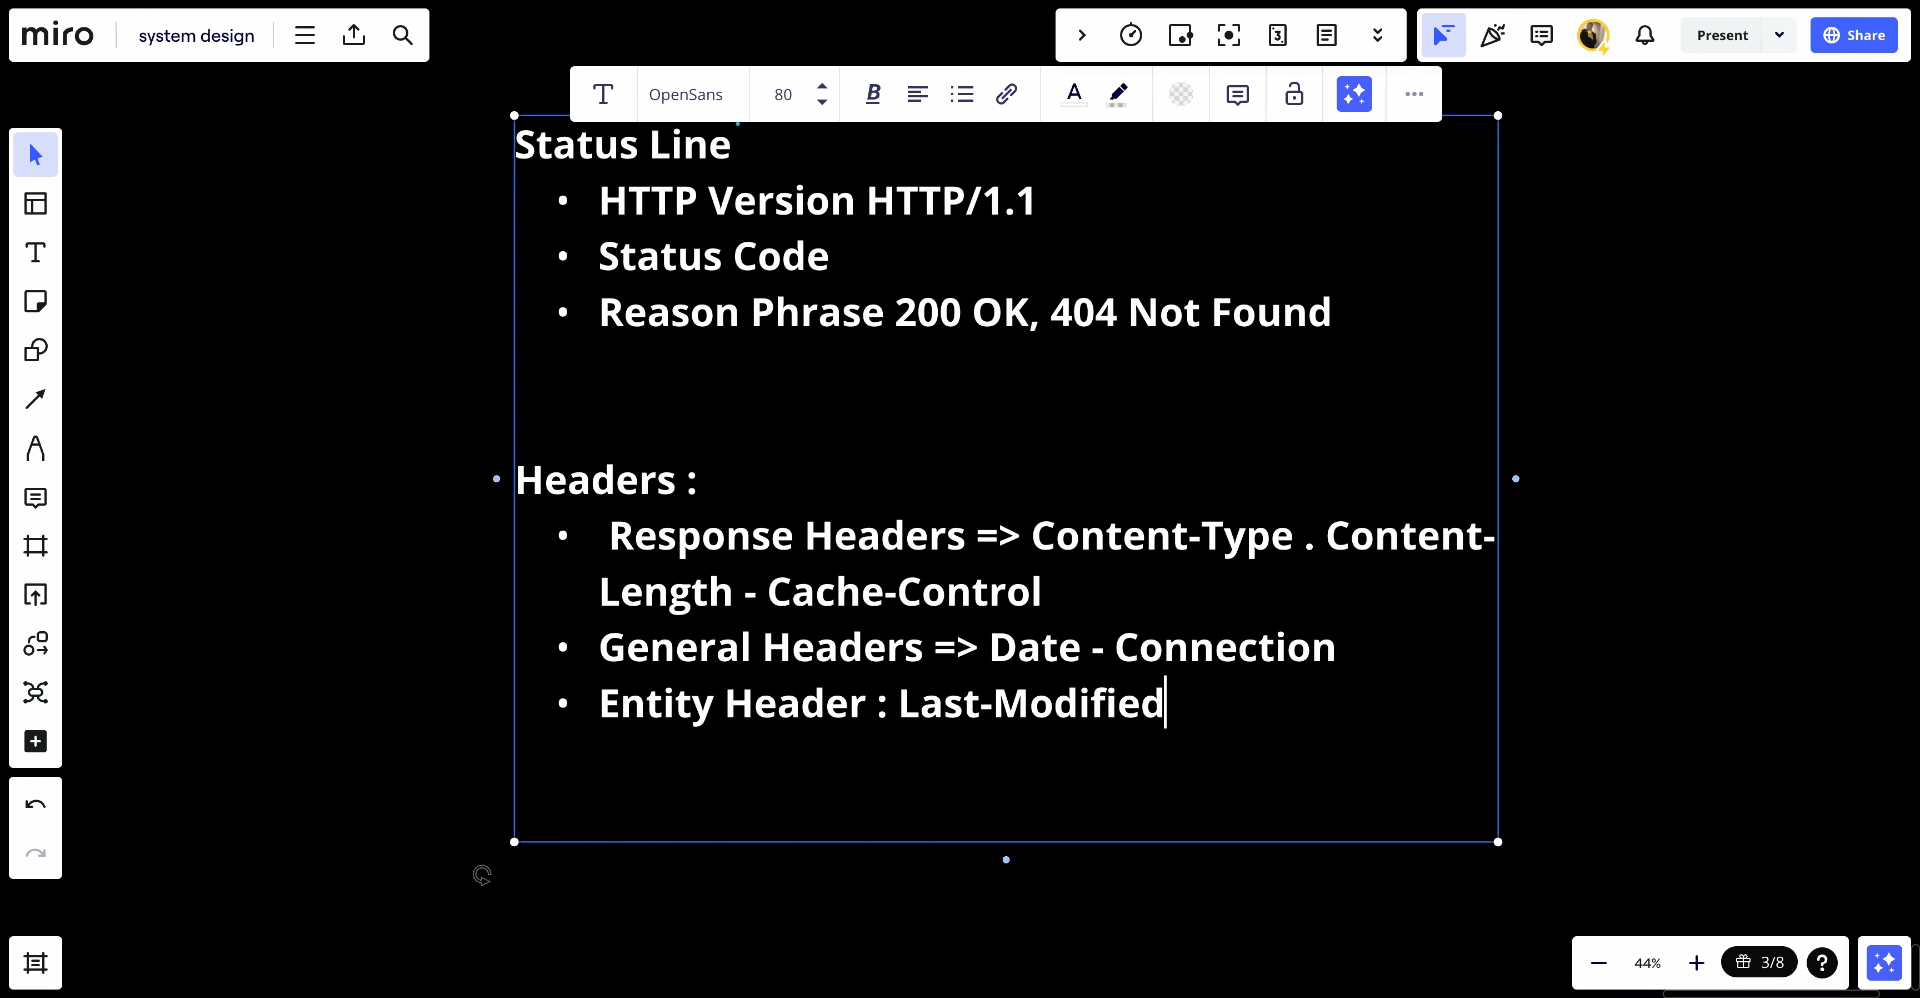 miro
system design
Present
Share
OpenSans
80
B
A
Status Line
• HTTP Version HTTP/1.1
• Status Code
• Reason Phrase 200 OK, 404 Not Found
Headers :
• Response Headers => Content-Type . Content-
Length - Cache-Control
• General Headers => Date - Connection
• Entity Header : Last-Modified
44%
3/8
?